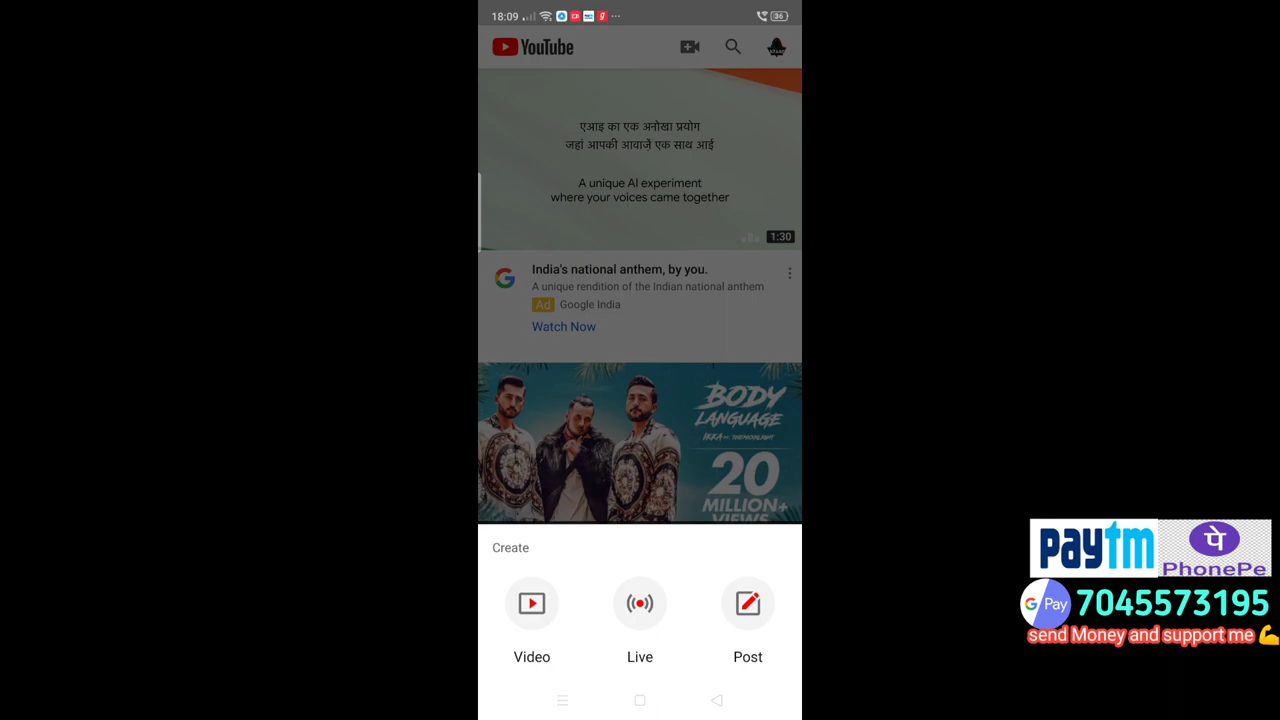 18:09
36
YouTube
एआइ का एक अनोखा प्रयोग
जहां आपकी आवाज़ें एक साथ आई
A unique AI experiment
where your voices came together
1:30
India's national anthem, by you.
A unique rendition of the Indian national anthem
Ad Google India
Watch Now
BODY
LANGUAGE
20
MILLION+
VIEWS
Create
Video Live Post
paytm
पे
PhonePe
G Pay 7045573195
send Money and support me 💪